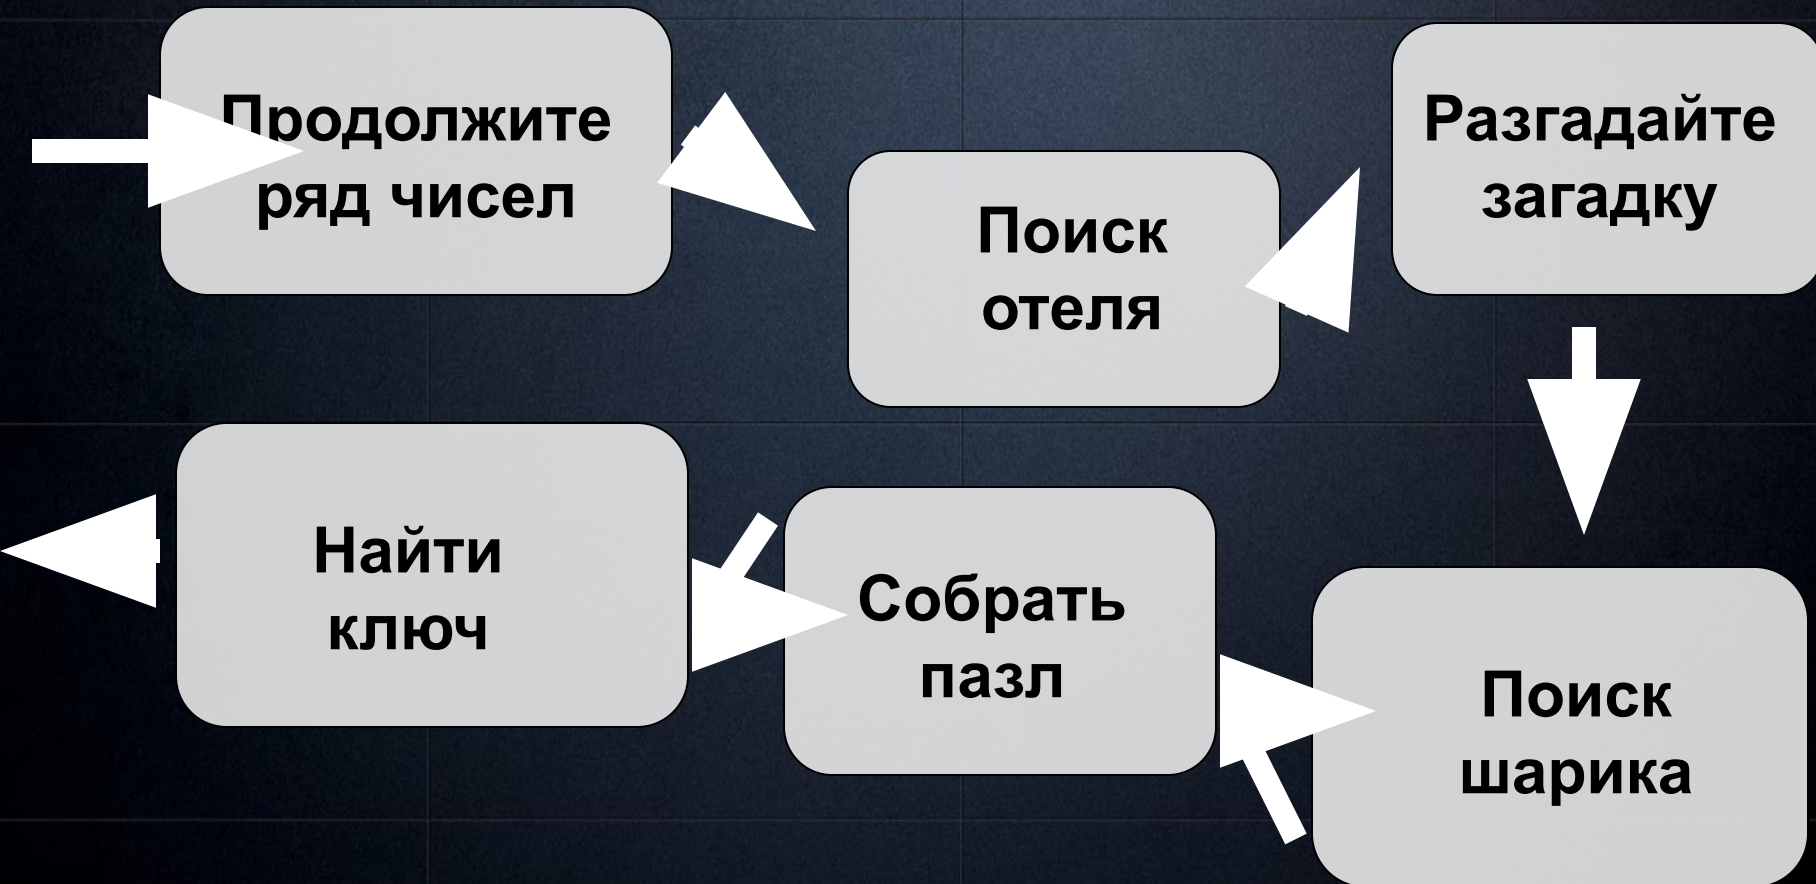 Продолжите
ряд чисел
Поиск
отеля
Разгадайте
загадку
Найти
ключ
Собрать
пазл
Поиск
шарика